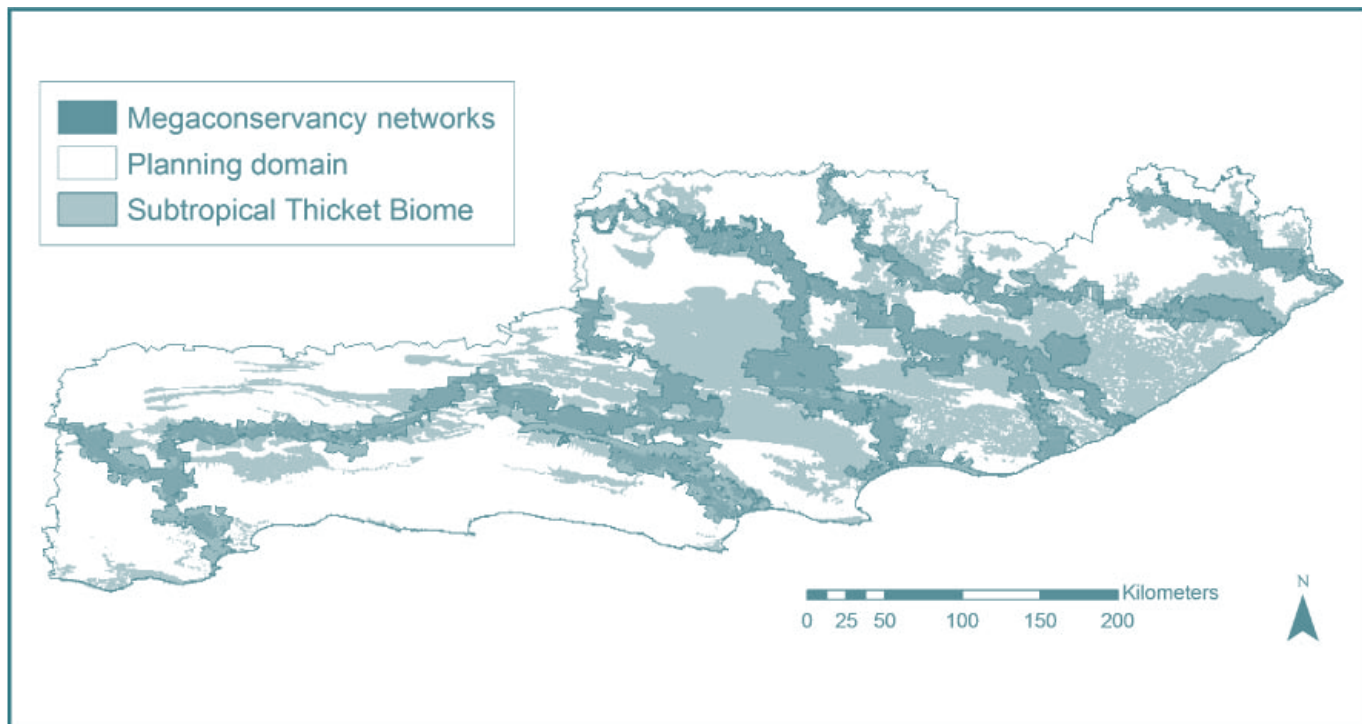 Megaconservancy networks
Planning domain
Subtropical Thicket Biome
Kilometers
0 25 50 100 150 200
N